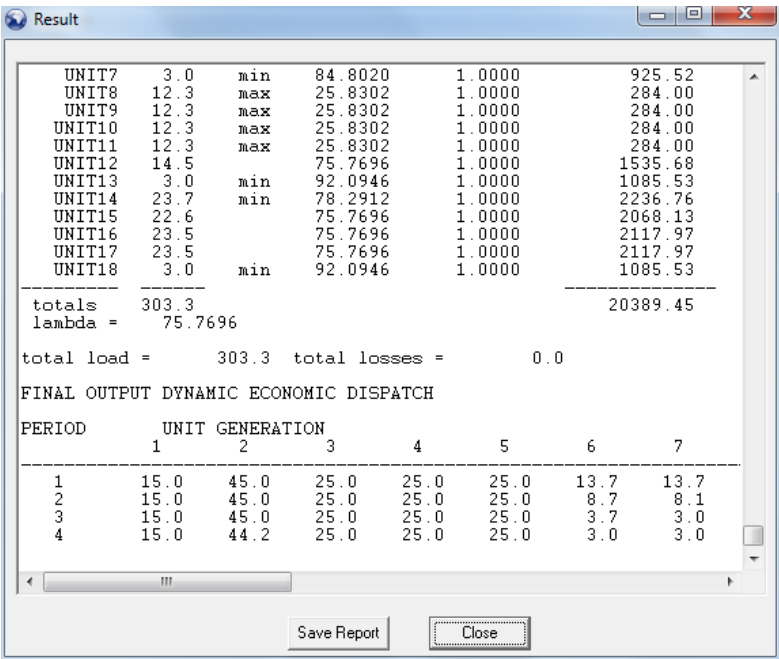 Result
UNIT7 3.0 min 84.8020 1.0000 925.52
UNIT8 12.3 max 25.8302 1.0000 284.00
UNIT9 12.3 max 25.8302 1.0000 284.00
UNIT10 12.3 max 25.8302 1.0000 284.00
UNIT11 12.3 max 25.8302 1.0000 284.00
UNIT12 14.5 75.7696 1.0000 1535.68
UNIT13 3.0 min 92.0946 1.0000 1085.53
UNIT14 23.7 min 78.2912 1.0000 2236.76
UNIT15 22.6 75.7696 1.0000 2068.13
UNIT16 23.5 75.7696 1.0000 2117.97
UNIT17 23.5 75.7696 1.0000 2117.97
UNIT18 3.0 min 92.0946 1.0000 1085.53
---------- ------ ---------------
totals 303.3 20389.45
lambda = 75.7696
total load = 303.3 total losses = 0.0
FINAL OUTPUT DYNAMIC ECONOMIC DISPATCH
PERIOD UNIT GENERATION
1 2 3 4 5 6 7
1 15.0 45.0 25.0 25.0 25.0 13.7 13.7
2 15.0 45.0 25.0 25.0 25.0 8.7 8.1
3 15.0 45.0 25.0 25.0 25.0 3.7 3.0
4 15.0 44.2 25.0 25.0 25.0 3.0 3.0
Save Report Close